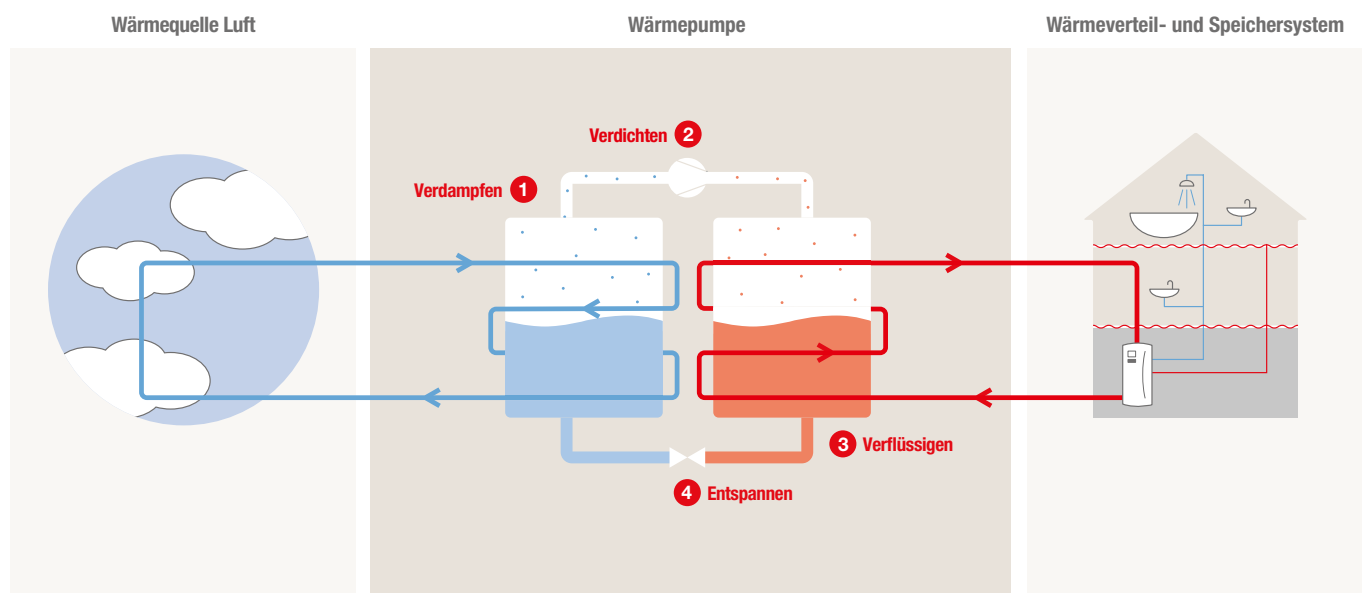 Wärmequelle Luft
Wärmepumpe
Wärmeverteil- und Speichersystem
Verdichten 2
Verdampfen 1
3 Verflüssigen
4 Entspannen